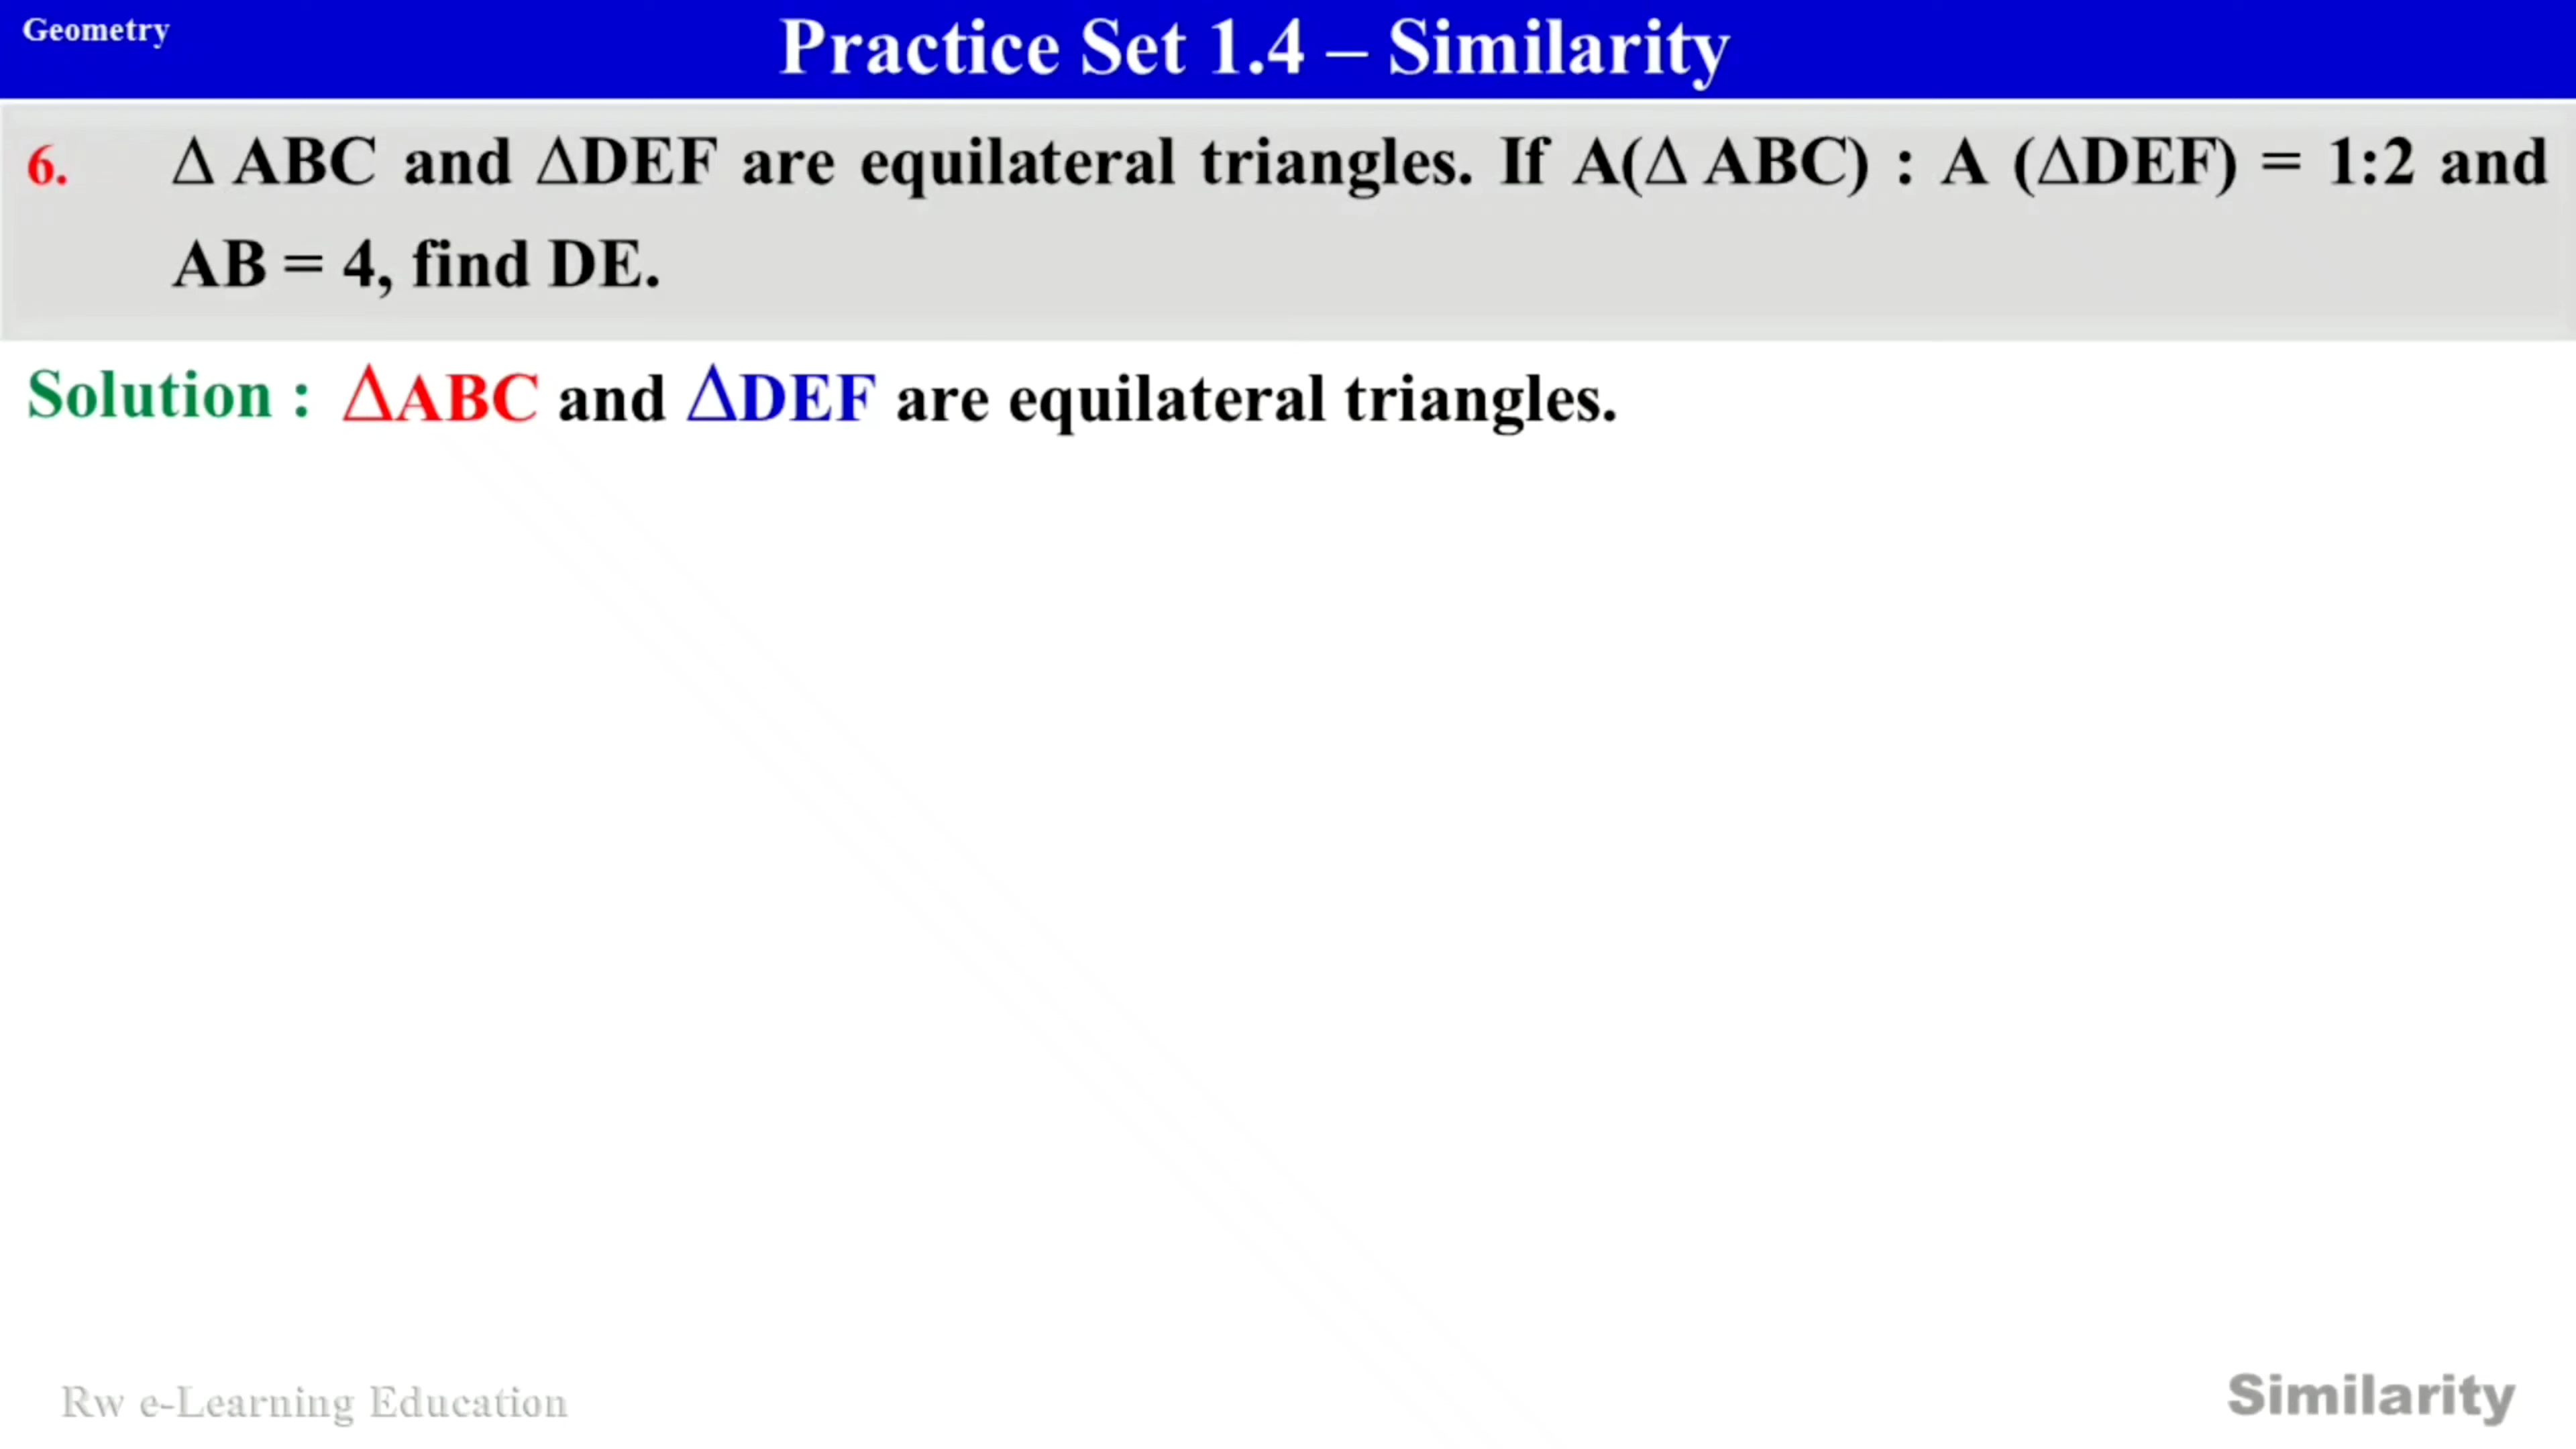 Geometry
Practice Set 1.4 – Similarity
6. Δ ABC and ΔDEF are equilateral triangles. If A(Δ ABC) : A (ΔDEF) = 1:2 and
AB = 4, find DE.
Solution : ΔABC and ΔDEF are equilateral triangles.
Rw e-Learning Education
Similarity